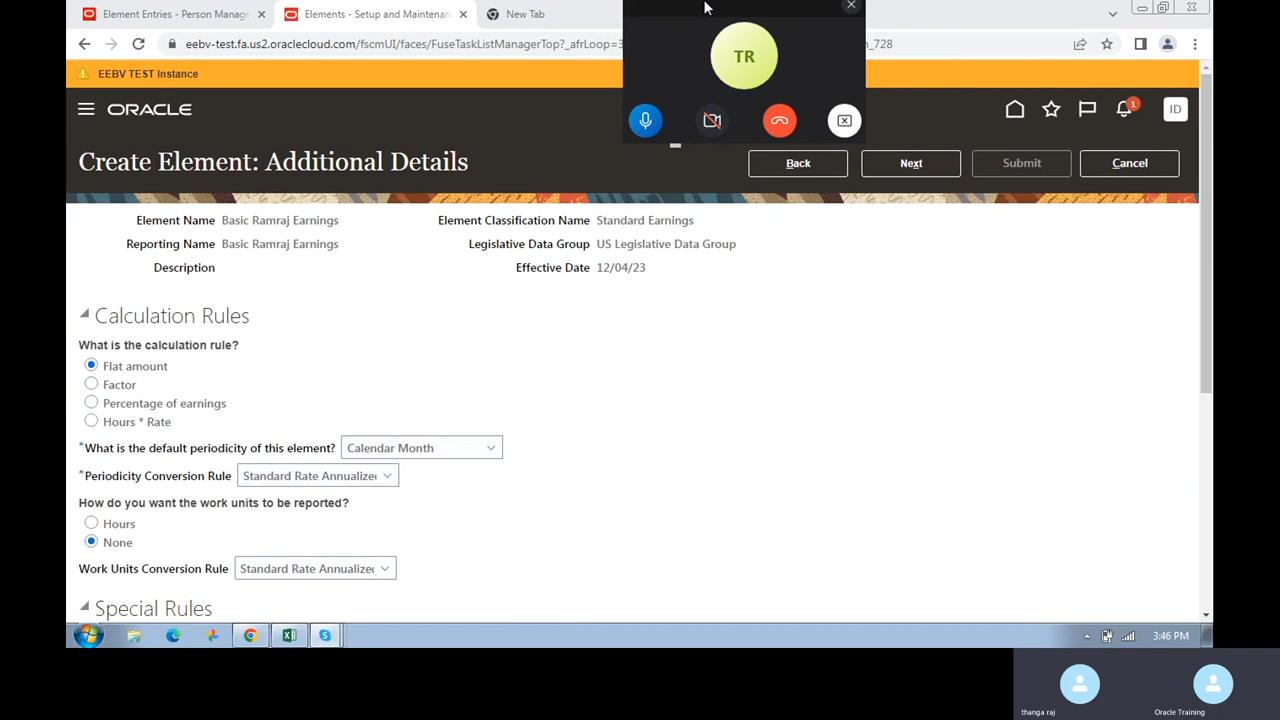 Element Entries - Person Manage
Elements - Setup and Maintenan
New Tab
eebv-test.fa.us2.oraclecloud.com/fscmUI/faces/FuseTaskListManagerTop?_afrLoop=3
n_728
TR
EEBV TEST Instance
ORACLE
1
ID
Create Element: Additional Details
Back
Next
Submit
Cancel
Element Name Basic Ramraj Earnings
Element Classification Name Standard Earnings
Reporting Name Basic Ramraj Earnings
Legislative Data Group US Legislative Data Group
Description
Effective Date 12/04/23
Calculation Rules
What is the calculation rule?
Flat amount
Factor
Percentage of earnings
Hours * Rate
*What is the default periodicity of this element? Calendar Month
*Periodicity Conversion Rule Standard Rate Annualized
How do you want the work units to be reported?
Hours
None
Work Units Conversion Rule Standard Rate Annualized
Special Rules
3:46 PM
thanga raj
Oracle Training